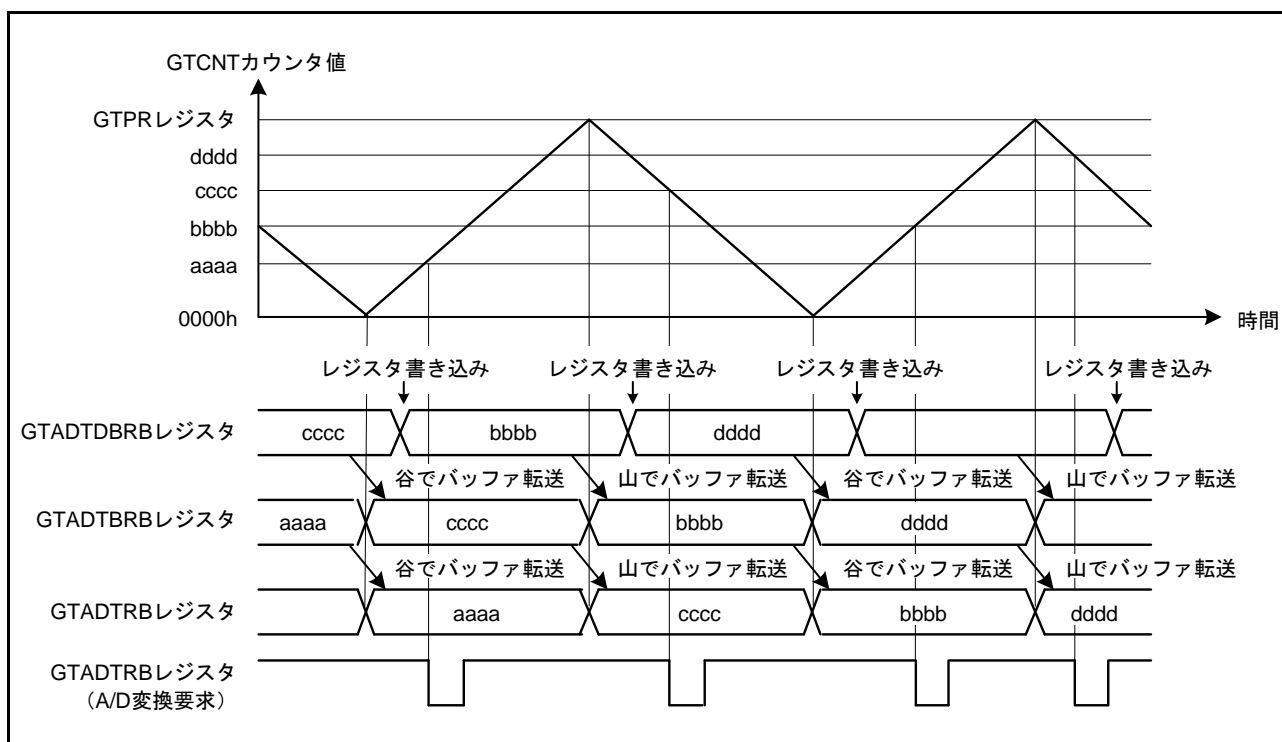 GTCNTカウンタ値
GTPRレジスタ
dddd
cccc
bbbb
aaaa
0000h
時間
レジスタ書き込み レジスタ書き込み レジスタ書き込み レジスタ書き込み
GTADTDBRBレジスタ cccc bbbb dddd
谷でバッファ転送 山でバッファ転送 谷でバッファ転送 山でバッファ転送
GTADTBRBレジスタ aaaa cccc bbbb dddd
谷でバッファ転送 山でバッファ転送 谷でバッファ転送 山でバッファ転送
GTADTRBレジスタ aaaa cccc bbbb dddd
GTADTRBレジスタ
（A/D変換要求）